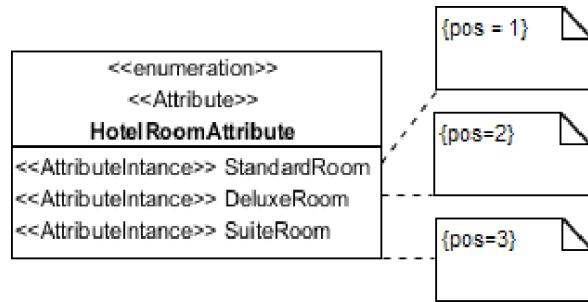 <<enumeration>>
<<Attribute>>
HotelRoomAttribute
<<AttributeIntance>> StandardRoom
<<AttributeIntance>> DeluxeRoom
<<AttributeIntance>> SuiteRoom
{pos = 1}
{pos=2}
{pos=3}